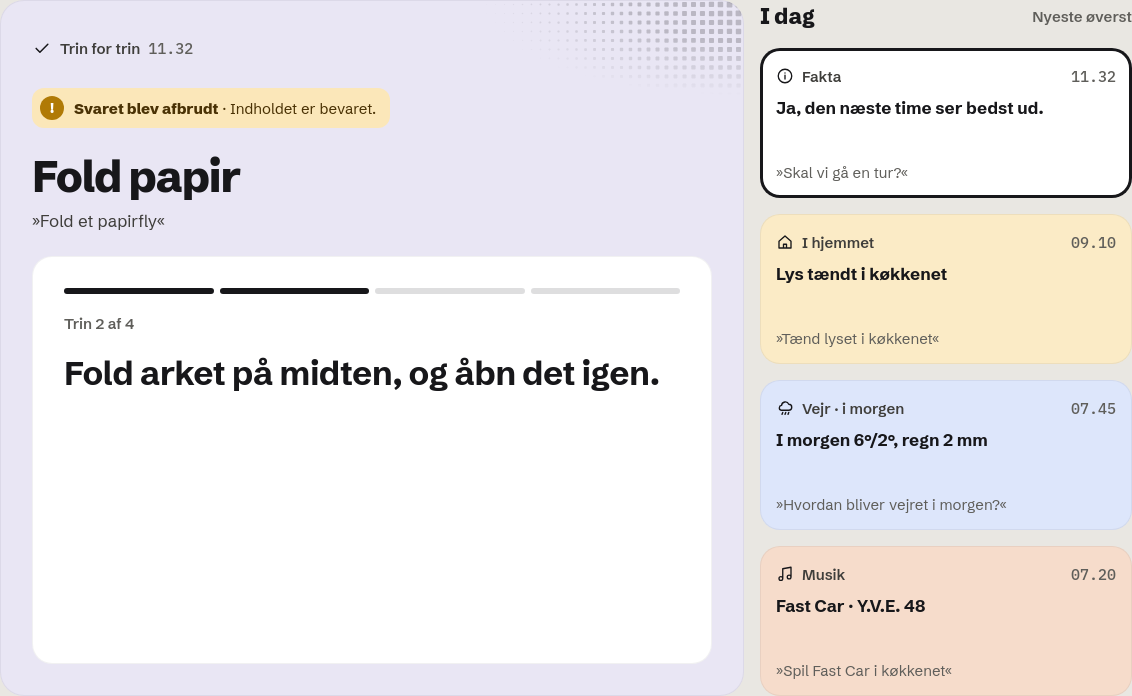 Trin for trin 11.32
! Svaret blev afbrudt · Indholdet er bevaret.
Fold papir
»Fold et papirfly«
Trin 2 af 4
Fold arket på midten, og åbn det igen.
I dag
Nyeste øverst
Fakta 11.32
Ja, den næste time ser bedst ud.
»Skal vi gå en tur?«
I hjemmet 09.10
Lys tændt i køkkenet
»Tænd lyset i køkkenet«
Vejr · i morgen 07.45
I morgen 6°/2°, regn 2 mm
»Hvordan bliver vejret i morgen?«
Musik 07.20
Fast Car · Y.V.E. 48
»Spil Fast Car i køkkenet«